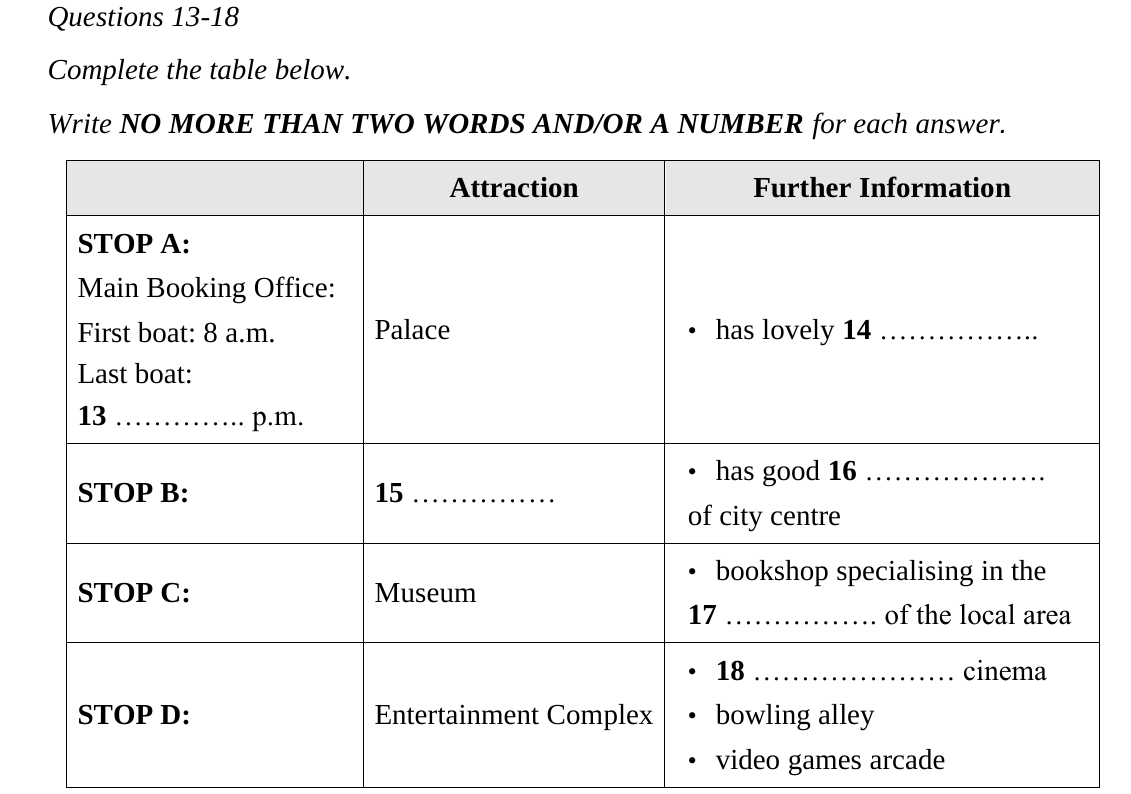 Questions 13-18
Complete the table below.
Write NO MORE THAN TWO WORDS AND/OR A NUMBER for each answer.
Attraction
Further Information
STOP A:
Main Booking Office:
First boat: 8 a.m.
Last boat:
13 ………….. p.m.
Palace
• has lovely 14 ……………..
STOP B:
15 ……………
• has good 16 ……………….
of city centre
STOP C:
Museum
• bookshop specialising in the
17 ……………. of the local area
STOP D:
Entertainment Complex
• 18 ………………… cinema
• bowling alley
• video games arcade